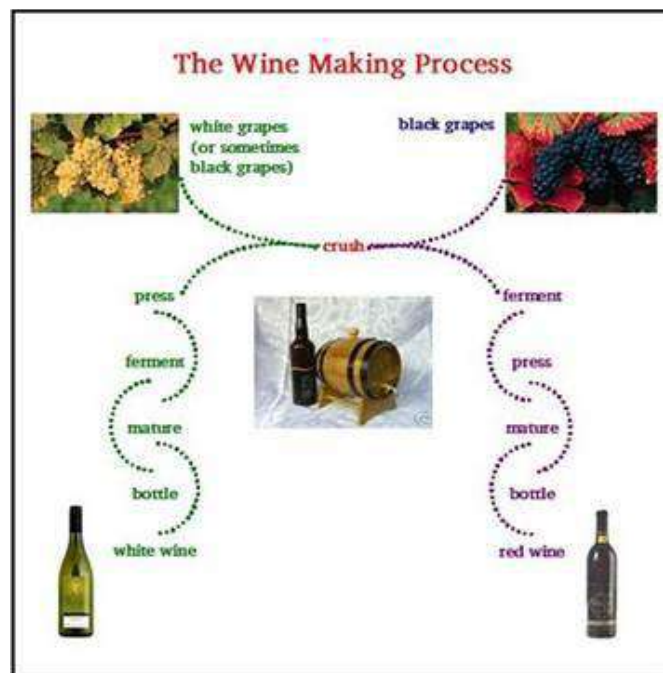 The Wine Making Process
white grapes
(or sometimes
black grapes)
black grapes
crush
press
ferment
mature
bottle
white wine
ferment
press
mature
bottle
red wine